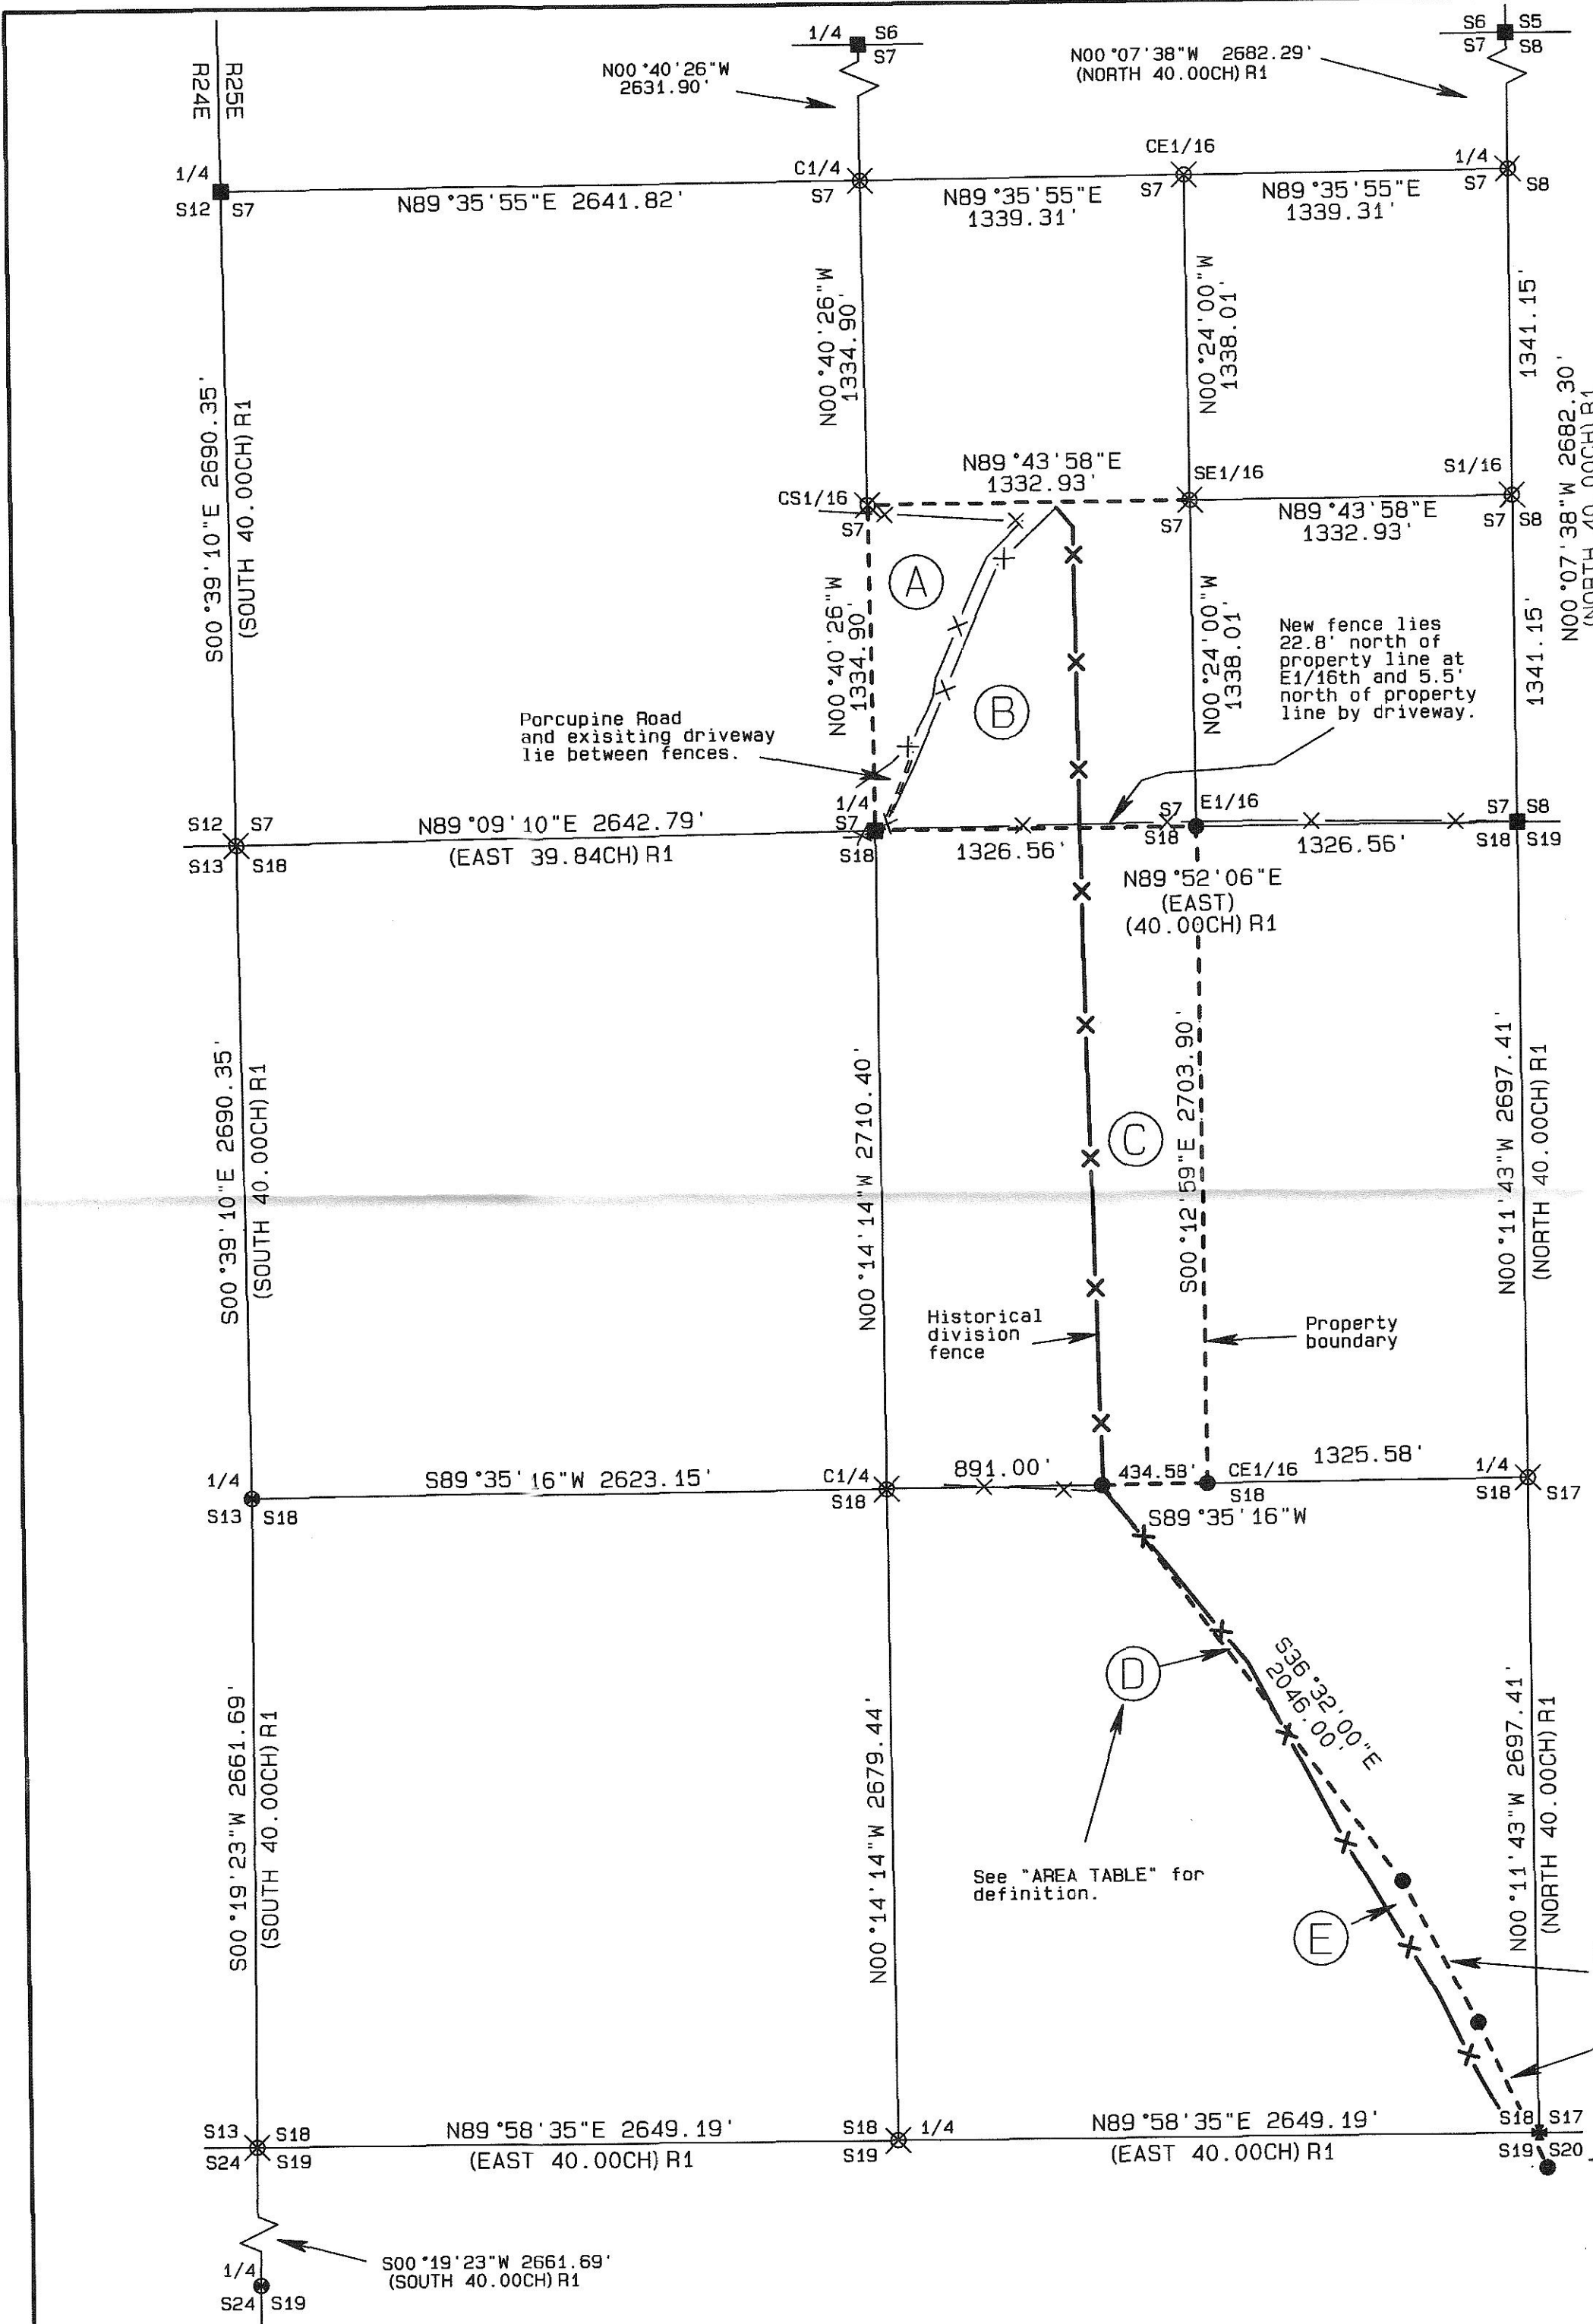 1/4 S6
S7
S6 S5
S7 S8
R25E
R24E
N00°40'26"W
2631.90'
N00°07'38"W 2682.29'
(NORTH 40.00CH)R1
CE1/16
1/4
C1/4
1/4
S12 S7
N89°35'55"E 2641.82'
S7
N89°35'55"E
1339.31'
S7
N89°35'55"E
1339.31'
S7 S8
N00°40'26"W
1334.90'
N00°24'00"W
1338.01'
1341.15'
S00°39'10"E 2690.35'
(SOUTH 40.00CH)R1
N00°07'38"W 2682.30'
(NORTH 40.00CH)R1
N89°43'58"E
1332.93'
CS1/16
S7
SE1/16
S7
S1/16
S7 S8
N89°43'58"E
1332.93'
A
N00°40'26"W
1334.90'
N00°24'00"W
1338.01'
1341.15'
New fence lies
22.8' north of
property line at
E1/16th and 5.5'
north of property
line by driveway.
B
Porcupine Road
and exisiting driveway
lie between fences.
1/4
S7
S18
S7 E1/16
S18
S7 S8
S18 S19
S12 S7
S13 S18
N89°09'10"E 2642.79'
(EAST 39.84CH)R1
1326.56'
1326.56'
N89°52'06"E
(EAST)
(40.00CH)R1
S00°39'10"E 2690.35'
(SOUTH 40.00CH)R1
N00°14'14"W 2710.40'
C
S00°12'59"E 2703.90'
N00°11'43"W 2697.41'
(NORTH 40.00CH)R1
Historical
division
fence
Property
boundary
1/4
S13 S18
S89°35'16"W 2623.15'
C1/4
S18
891.00'
434.58'
CE1/16
S18
1325.58'
1/4
S18 S17
S89°35'16"W
D
S36°32'00"E
2046.00'
S00°19'23"W 2661.69'
(SOUTH 40.00CH)R1
N00°14'14"W 2679.44'
N00°11'43"W 2697.41'
(NORTH 40.00CH)R1
See "AREA TABLE" for
definition.
E
S13 S18
S24 S19
N89°58'35"E 2649.19'
(EAST 40.00CH)R1
S18 1/4
S19
N89°58'35"E 2649.19'
(EAST 40.00CH)R1
S18 S17
S19 S20
S00°19'23"W 2661.69'
(SOUTH 40.00CH)R1
1/4
S24 S19